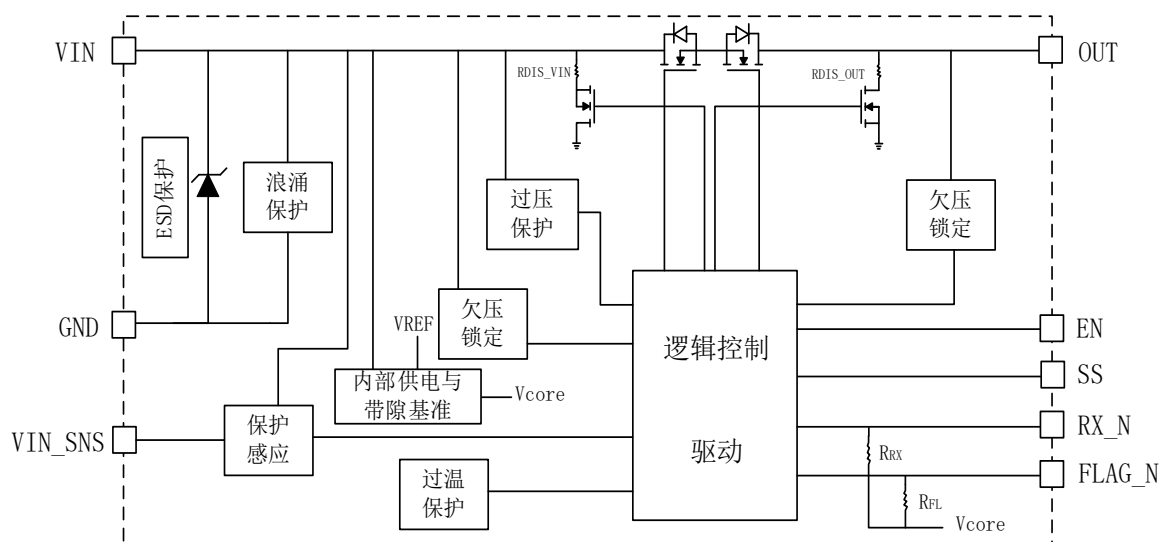 VIN
OUT
RDIS_VIN
RDIS_OUT
ESD保护
浪涌
保护
过压
保护
欠压
锁定
GND
VREF
欠压
锁定
逻辑控制
驱动
EN
SS
内部供电与
带隙基准
Vcore
VIN_SNS
保护
感应
RX_N
RRX
过温
保护
FLAG_N
RFL
Vcore